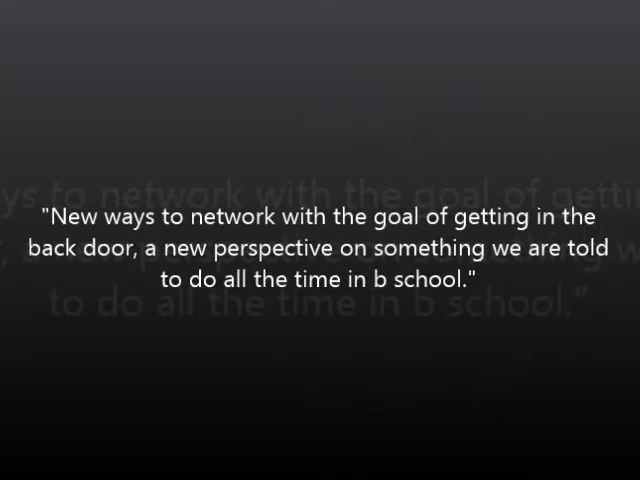 "New ways to network with the goal of getting in the
back door, a new perspective on something we are told
to do all the time in b school."